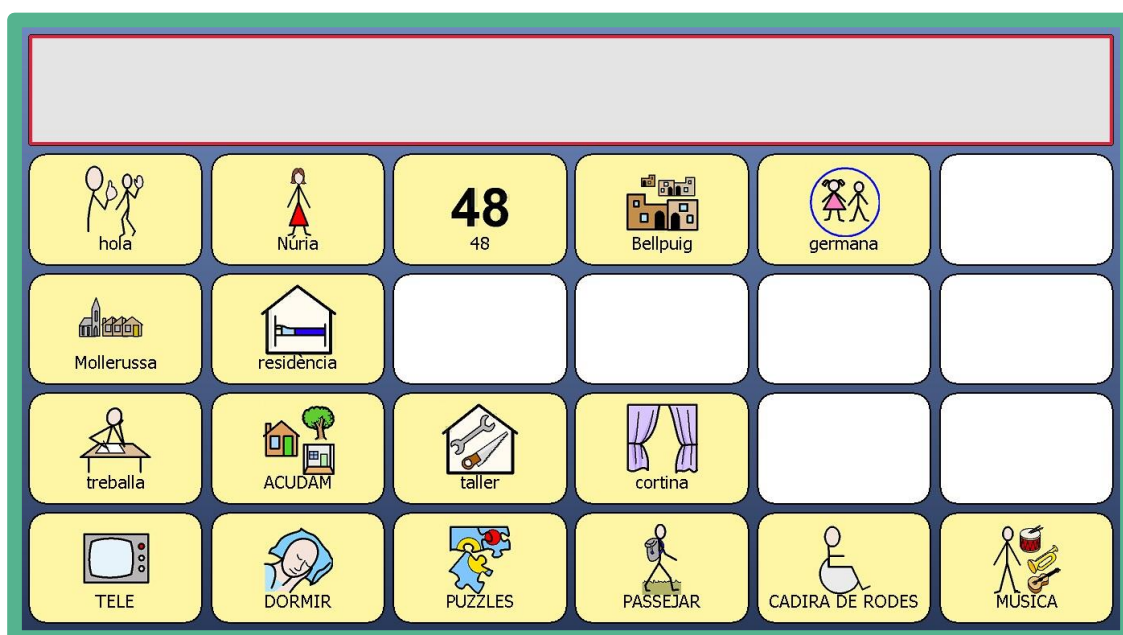 hola
Núria
48
48
Bellpuig
germana
Mollerussa
residència
treballa
ACUDAM
taller
cortina
TELE
DORMIR
PUZZLES
PASSEJAR
CADIRA DE RODES
MÚSICA